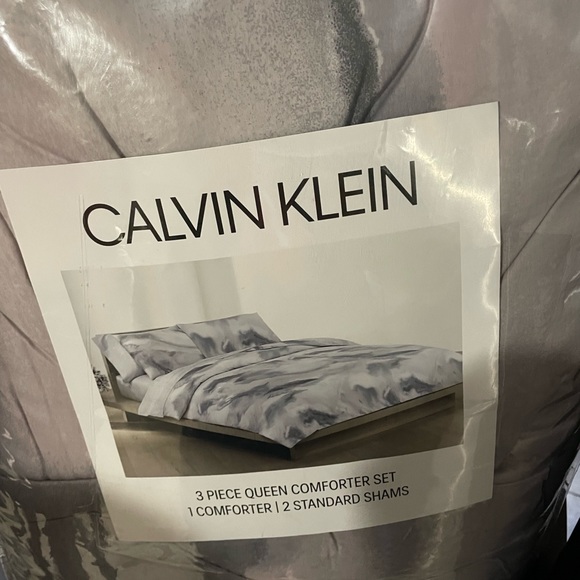 CALVIN KLEIN
3 PIECE QUEEN COMFORTER SET
1 COMFORTER | 2 STANDARD SHAMS